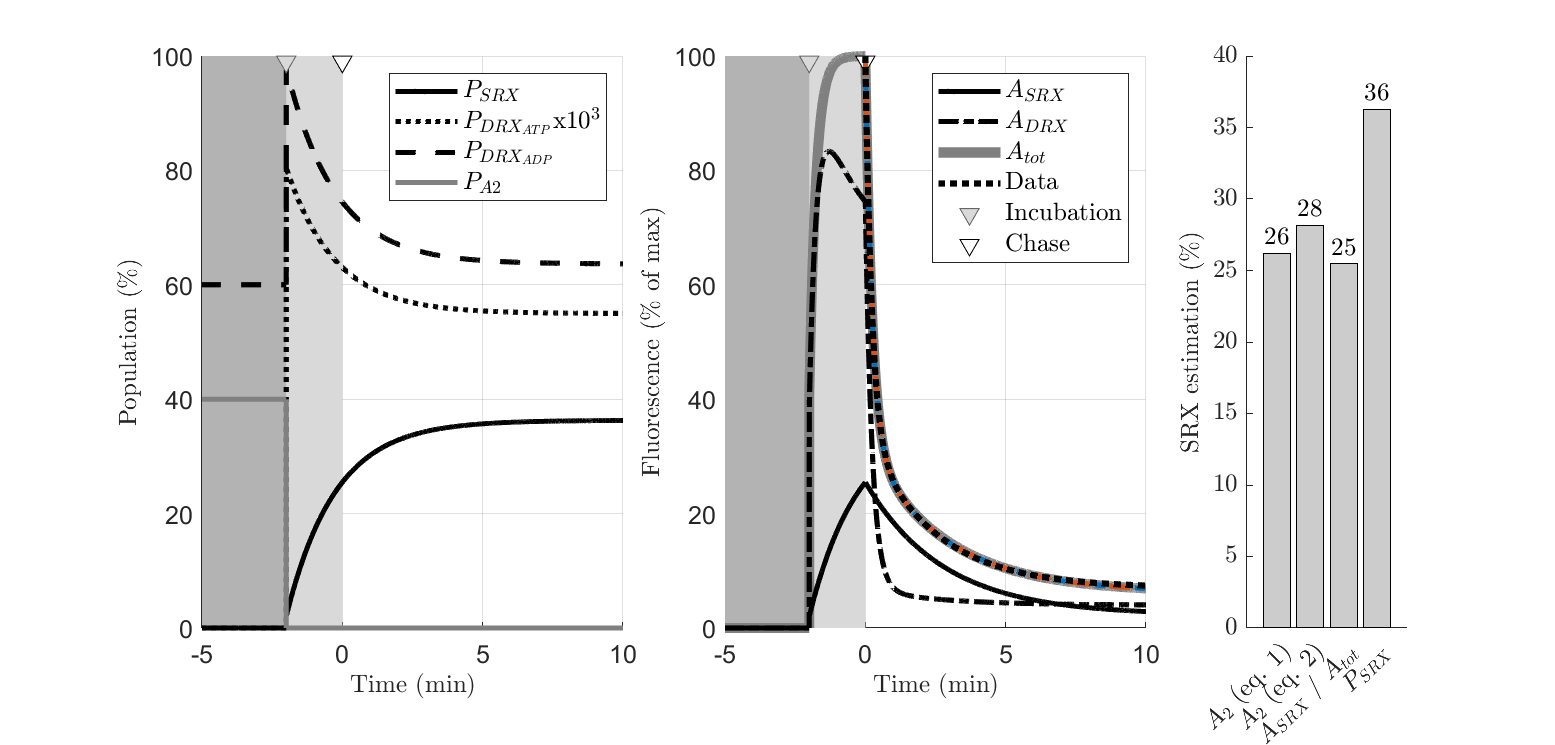 100
80
60
40
20
0
-5
0
5
10
Population (%)
Time (min)
P_SRX
P_DRX_ATP x10^3
P_DRX_ADP
P_A2
100
80
60
40
20
0
-5
0
5
10
Fluorescence (% of max)
Time (min)
A_SRX
A_DRX
A_tot
Data
Incubation
Chase
40
35
30
25
20
15
10
5
0
SRX estimation (%)
26
28
25
36
A_2 (eq. 1)
A_2 (eq. 2)
A_SRX / A_tot
P_SRX